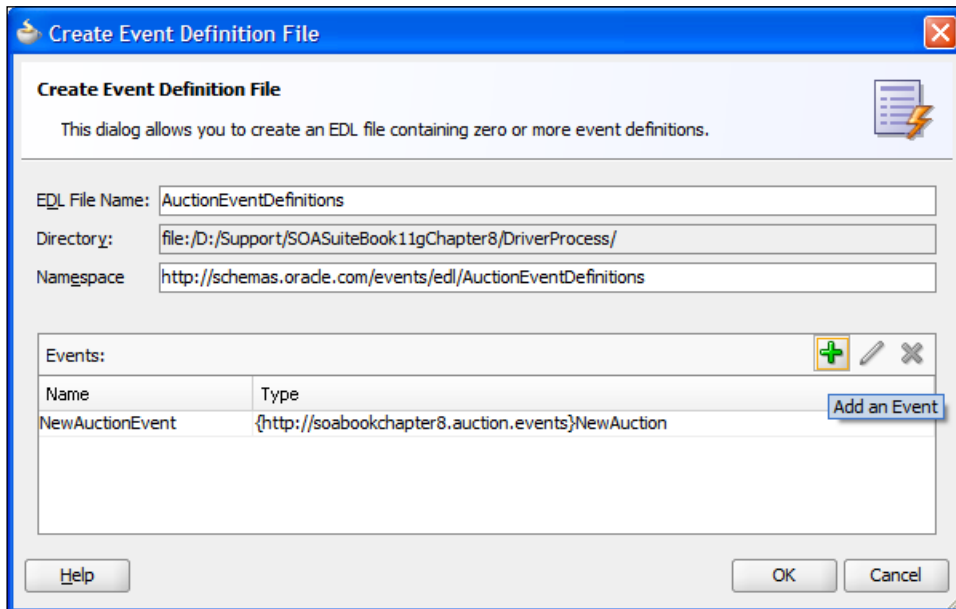 Create Event Definition File
Create Event Definition File
This dialog allows you to create an EDL file containing zero or more event definitions.
EDL File Name: AuctionEventDefinitions
Directory: file:/D:/Support/SOASuiteBook11gChapter8/DriverProcess/
Namespace http://schemas.oracle.com/events/edl/AuctionEventDefinitions
Events:
Name Type
Add an Event
NewAuctionEvent {http://soabookchapter8.auction.events}NewAuction
Help OK Cancel